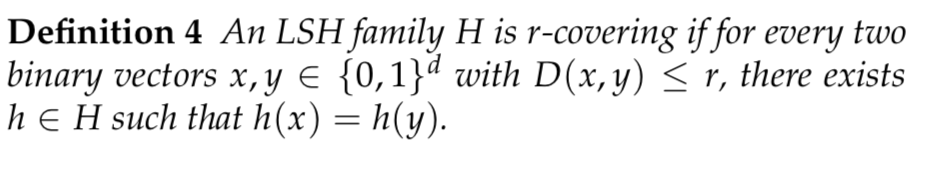 Definition 4 An LSH family H is r-covering if for every two
binary vectors x, y ∈ {0, 1}ᵈ with D(x, y) ≤ r, there exists
h ∈ H such that h(x) = h(y).